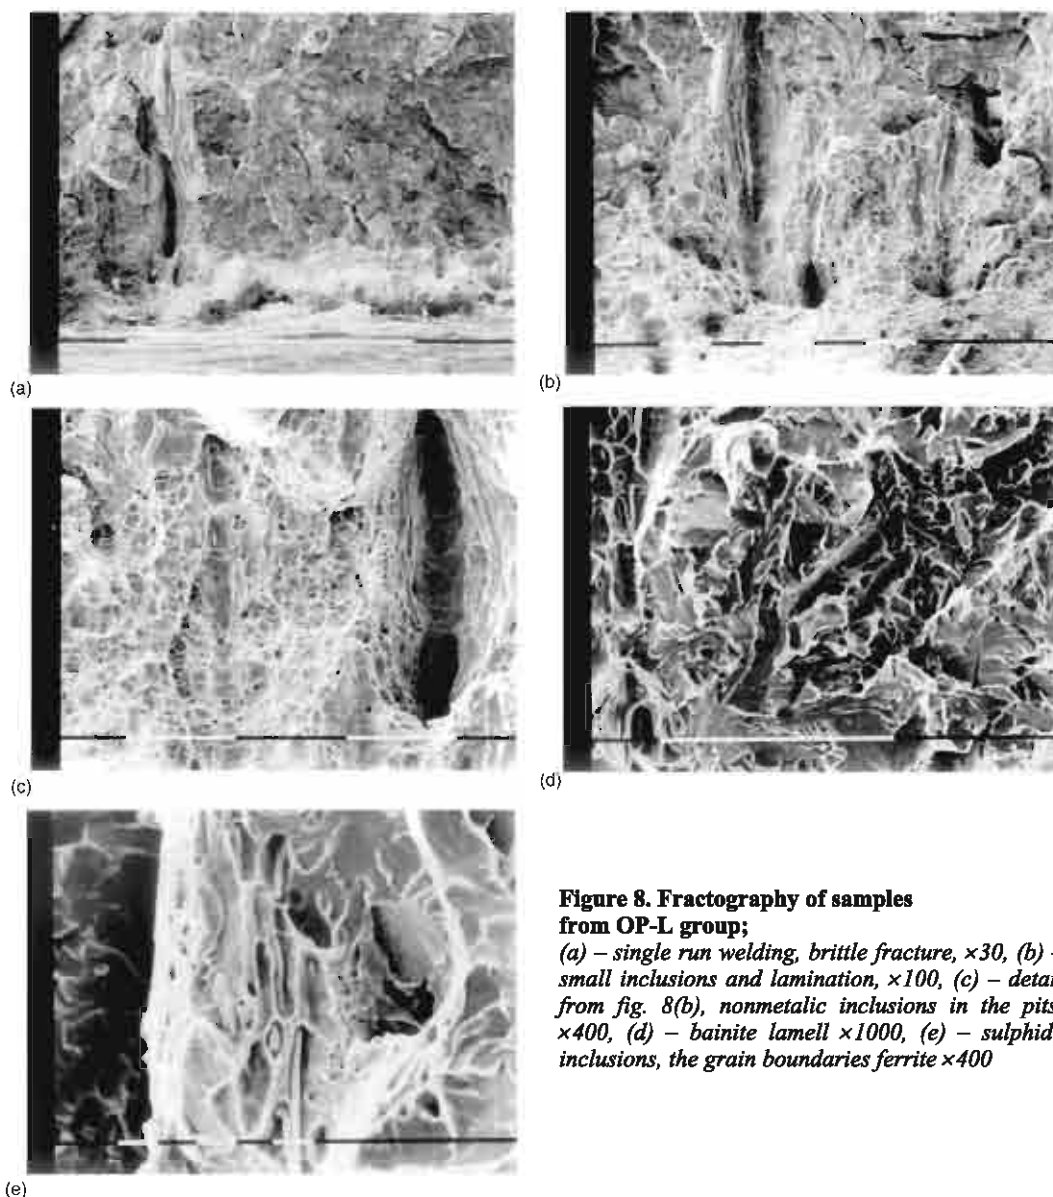 (a)
(b)
(c)
(d)
(e)
Figure 8. Fractography of samples
from OP-L group;
(a) – single run welding, brittle fracture, ×30, (b) –
small inclusions and lamination, ×100, (c) – detai
from fig. 8(b), nonmetalic inclusions in the pits
×400, (d) – bainite lamell ×1000, (e) – sulphid
inclusions, the grain boundaries ferrite ×400